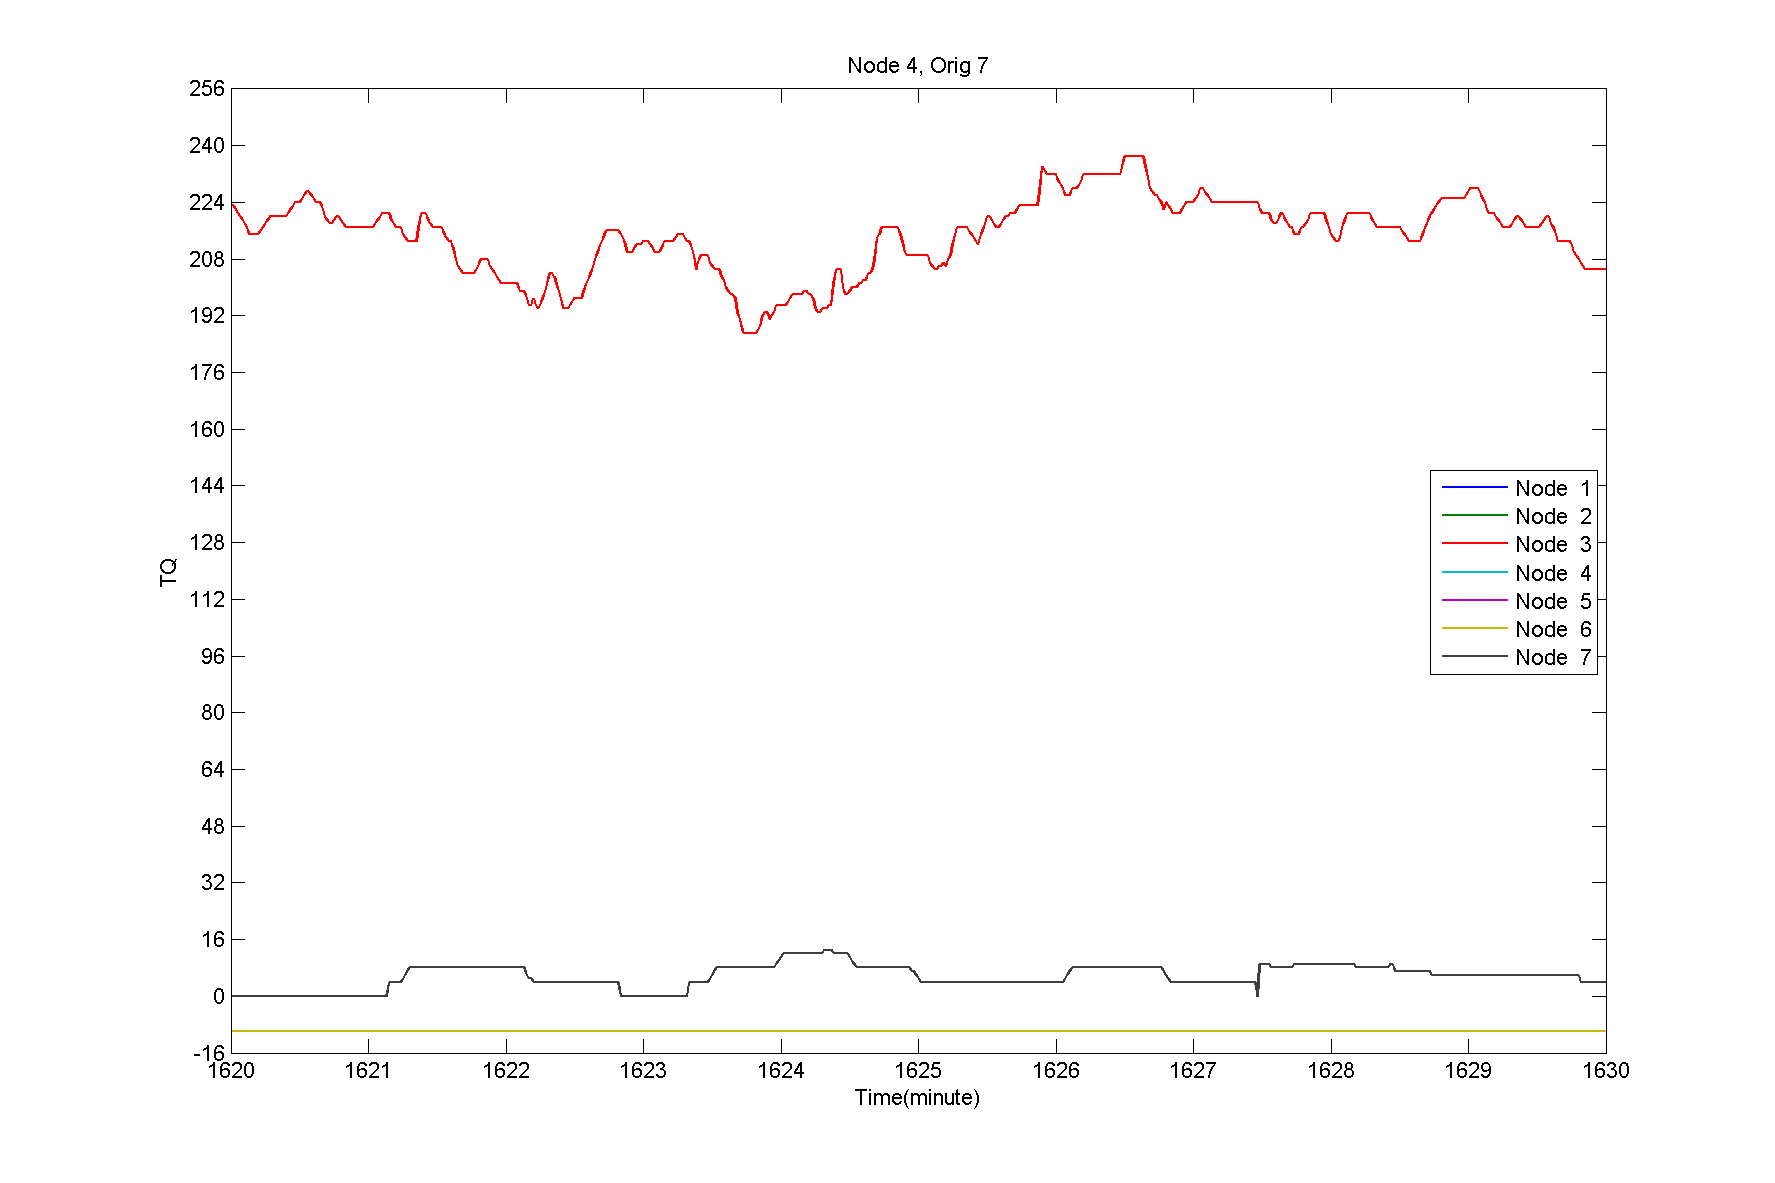 Node 4, Orig 7
256
240
224
208
192
176
160
144
128
112
96
80
64
48
32
16
0
-16
TQ
Node 1
Node 2
Node 3
Node 4
Node 5
Node 6
Node 7
1620 1621 1622 1623 1624 1625 1626 1627 1628 1629 1630
Time(minute)